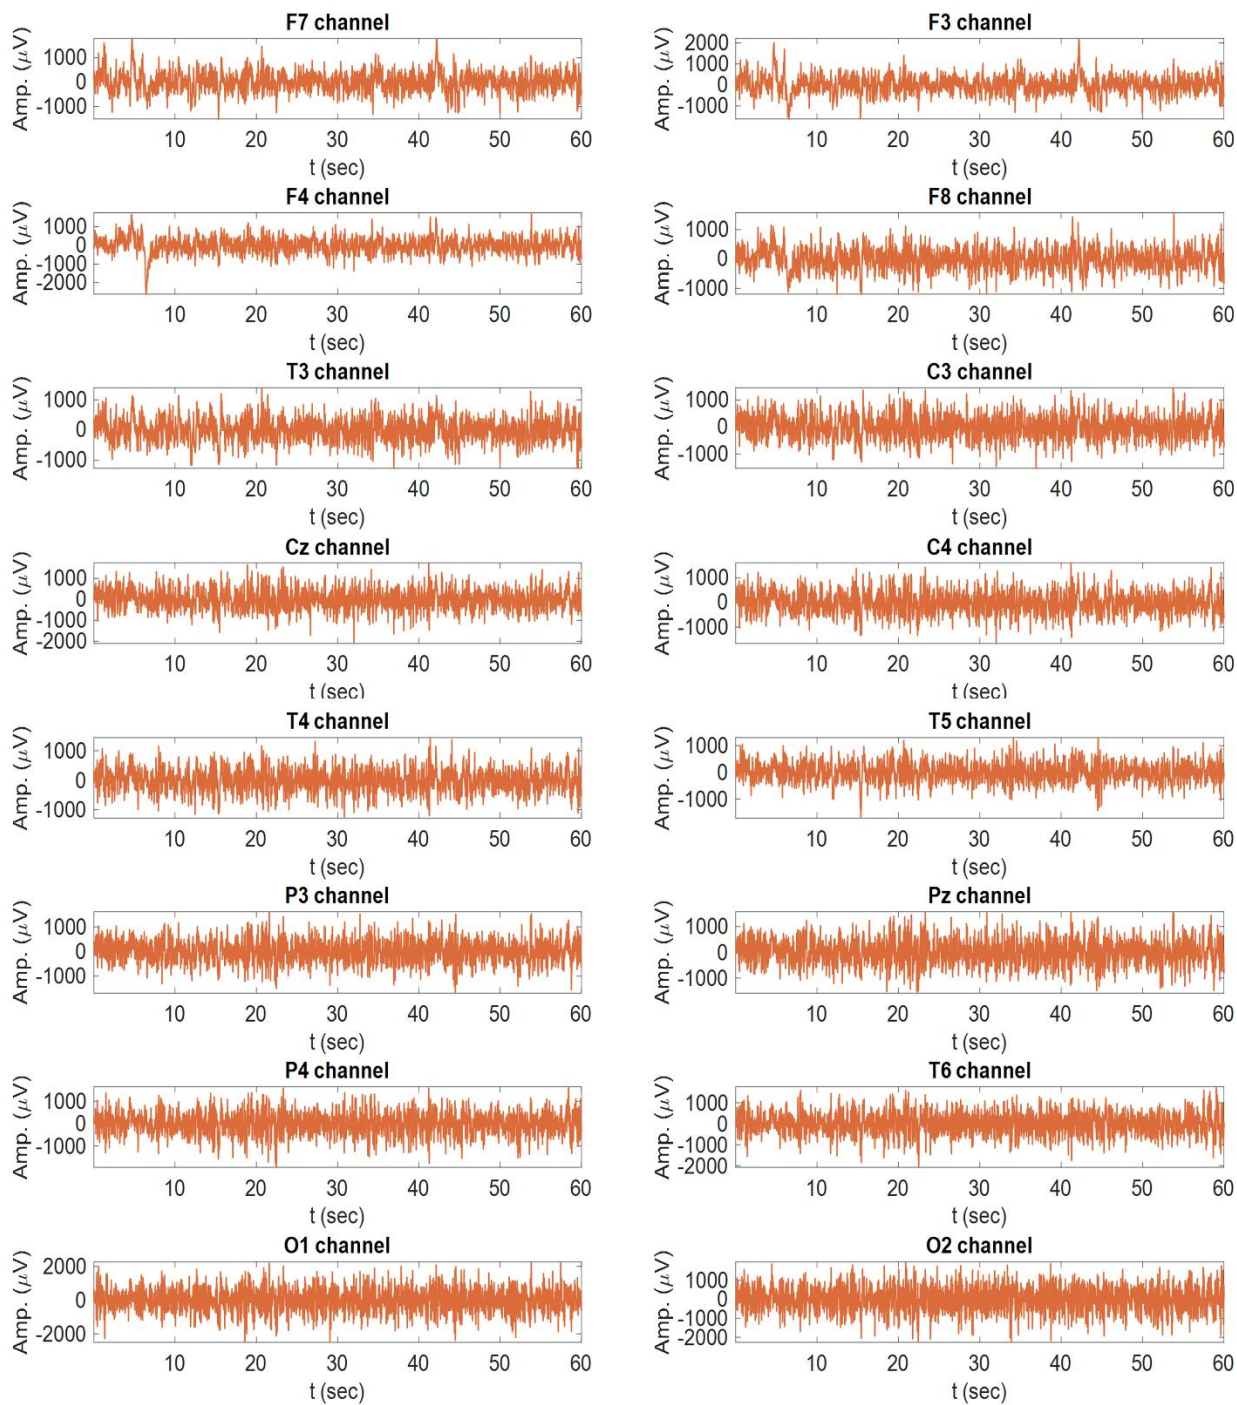 F7 channel
Amp. (μV)
1000
0
-1000
10 20 30 40 50 60
t (sec)
F3 channel
Amp. (μV)
2000
1000
0
-1000
10 20 30 40 50 60
t (sec)
F4 channel
Amp. (μV)
1000
0
-1000
-2000
10 20 30 40 50 60
t (sec)
F8 channel
Amp. (μV)
1000
0
-1000
10 20 30 40 50 60
t (sec)
T3 channel
Amp. (μV)
1000
0
-1000
10 20 30 40 50 60
t (sec)
C3 channel
Amp. (μV)
1000
0
-1000
10 20 30 40 50 60
t (sec)
Cz channel
Amp. (μV)
1000
0
-1000
-2000
10 20 30 40 50 60
t (sec)
C4 channel
Amp. (μV)
1000
0
-1000
10 20 30 40 50 60
t (sec)
T4 channel
Amp. (μV)
1000
0
-1000
10 20 30 40 50 60
t (sec)
T5 channel
Amp. (μV)
1000
0
-1000
10 20 30 40 50 60
t (sec)
P3 channel
Amp. (μV)
1000
0
-1000
10 20 30 40 50 60
t (sec)
Pz channel
Amp. (μV)
1000
0
-1000
10 20 30 40 50 60
t (sec)
P4 channel
Amp. (μV)
1000
0
-1000
10 20 30 40 50 60
t (sec)
T6 channel
Amp. (μV)
1000
0
-1000
-2000
10 20 30 40 50 60
t (sec)
O1 channel
Amp. (μV)
2000
0
-2000
10 20 30 40 50 60
t (sec)
O2 channel
Amp. (μV)
1000
0
-1000
-2000
10 20 30 40 50 60
t (sec)